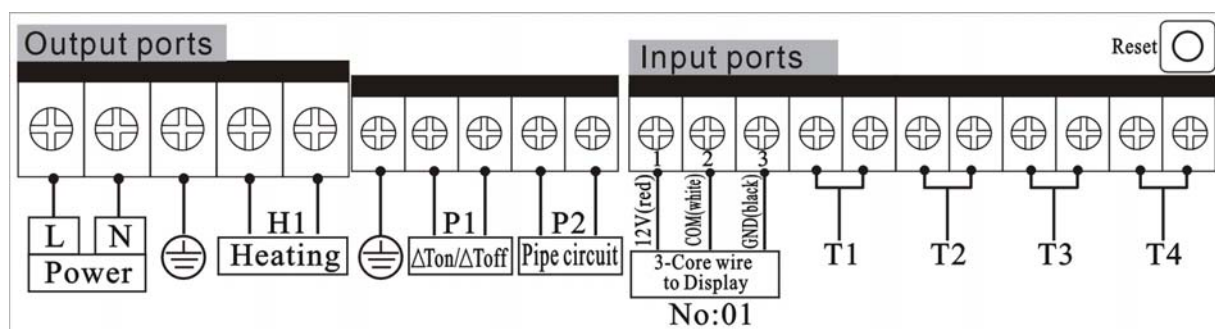 Output ports
Input ports
Reset
1 2 3
12V(red)
COM(white)
GND(black)
L N
Power
H1
Heating
P1
ΔTon/ΔToff
P2
Pipe circuit
3-Core wire
to Display
No:01
T1 T2 T3 T4